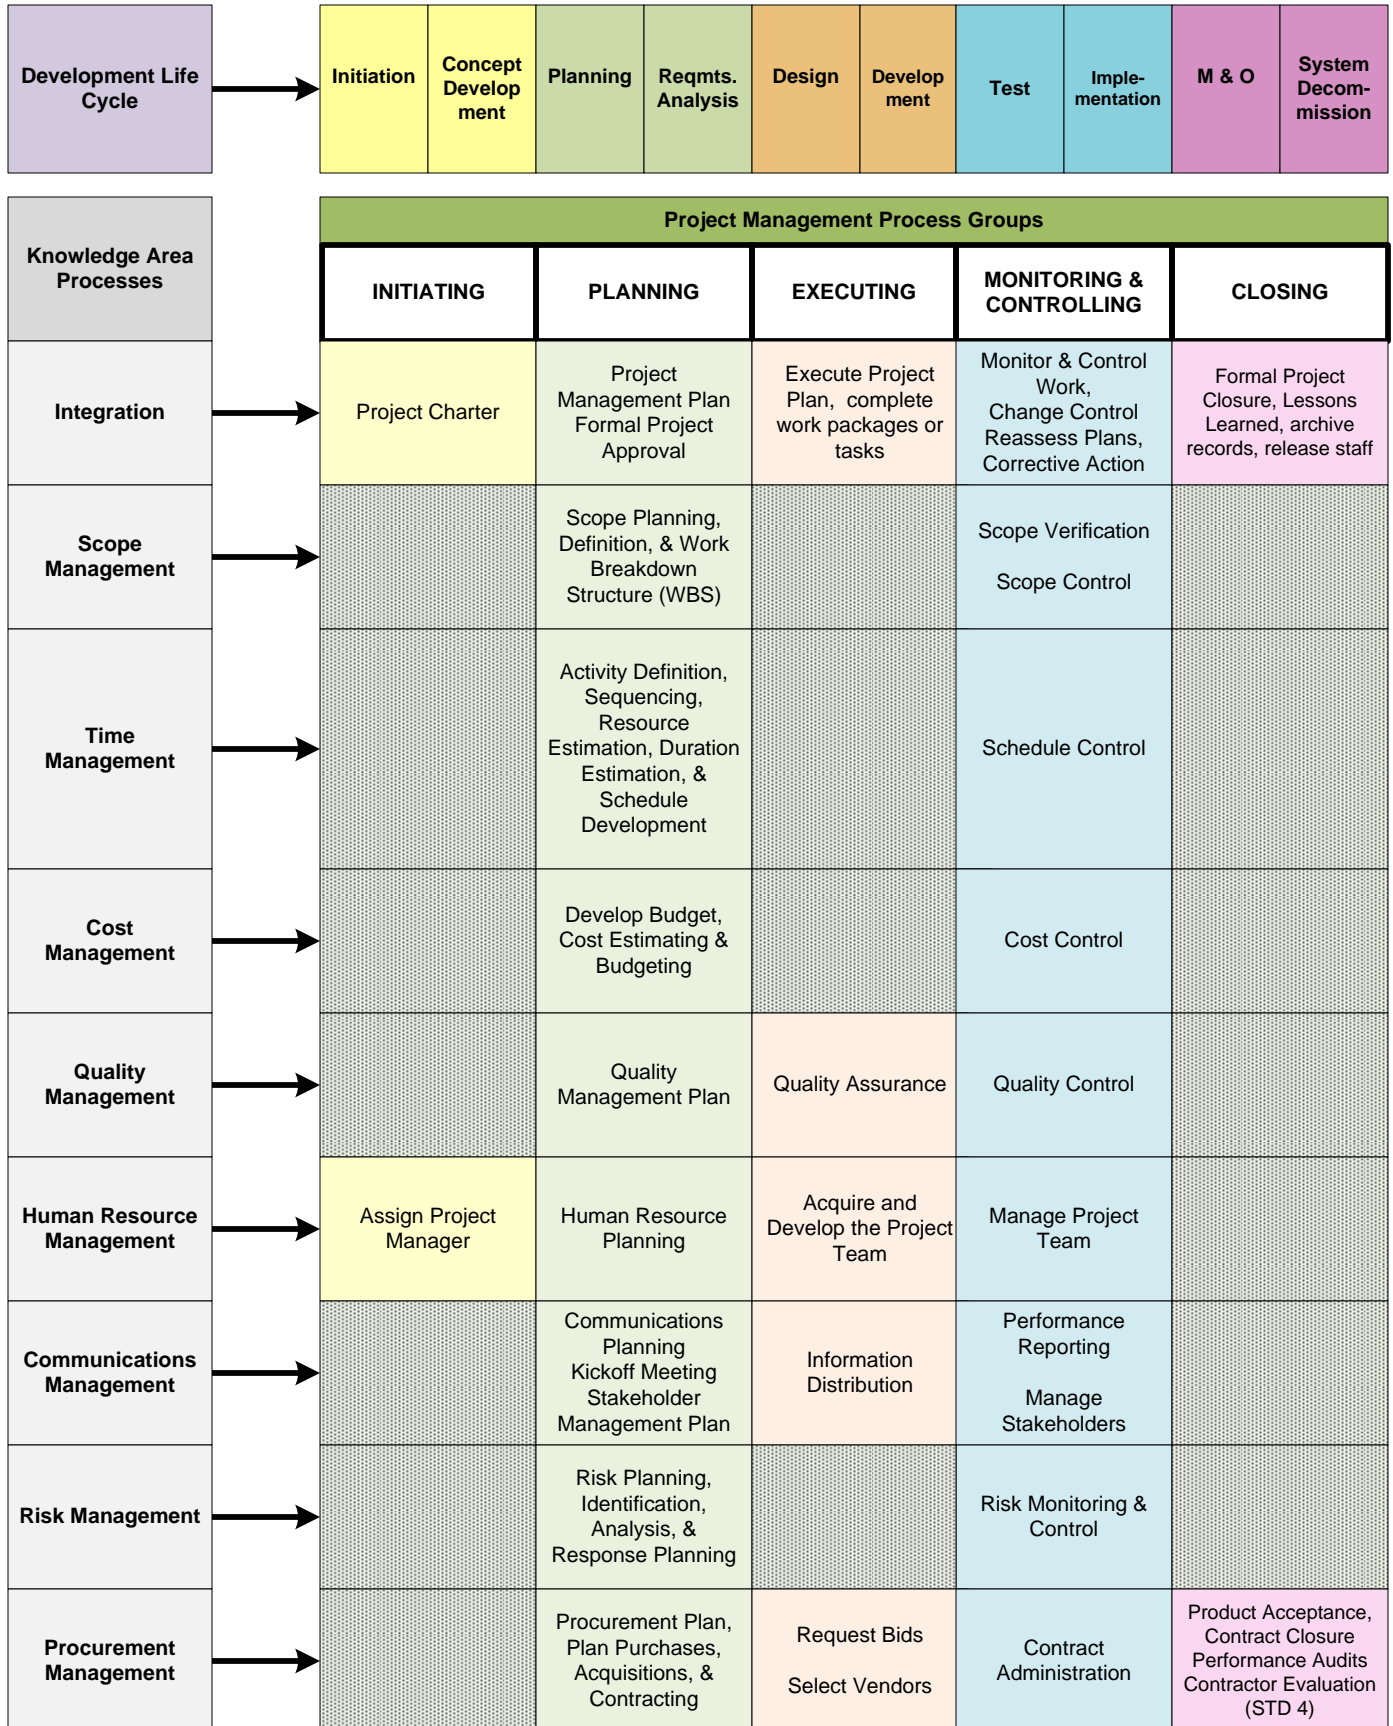 Development Life
Cycle
Initiation
Concept
Develop
ment
Planning
Reqmts.
Analysis
Design
Develop
ment
Test
Imple-
mentation
M & O
System
Decom-
mission
Knowledge Area
Processes
Project Management Process Groups
INITIATING
PLANNING
EXECUTING
MONITORING &
CONTROLLING
CLOSING
Integration
Project Charter
Project
Management Plan
Formal Project
Approval
Execute Project
Plan, complete
work packages or
tasks
Monitor & Control
Work,
Change Control
Reassess Plans,
Corrective Action
Formal Project
Closure, Lessons
Learned, archive
records, release staff
Scope
Management
Scope Planning,
Definition, & Work
Breakdown
Structure (WBS)
Scope Verification
Scope Control
Time
Management
Activity Definition,
Sequencing,
Resource
Estimation, Duration
Estimation, &
Schedule
Development
Schedule Control
Cost
Management
Develop Budget,
Cost Estimating &
Budgeting
Cost Control
Quality
Management
Quality
Management Plan
Quality Assurance
Quality Control
Human Resource
Management
Assign Project
Manager
Human Resource
Planning
Acquire and
Develop the Project
Team
Manage Project
Team
Communications
Management
Communications
Planning
Kickoff Meeting
Stakeholder
Management Plan
Information
Distribution
Performance
Reporting
Manage
Stakeholders
Risk Management
Risk Planning,
Identification,
Analysis, &
Response Planning
Risk Monitoring &
Control
Procurement
Management
Procurement Plan,
Plan Purchases,
Acquisitions, &
Contracting
Request Bids
Select Vendors
Contract
Administration
Product Acceptance,
Contract Closure
Performance Audits
Contractor Evaluation
(STD 4)